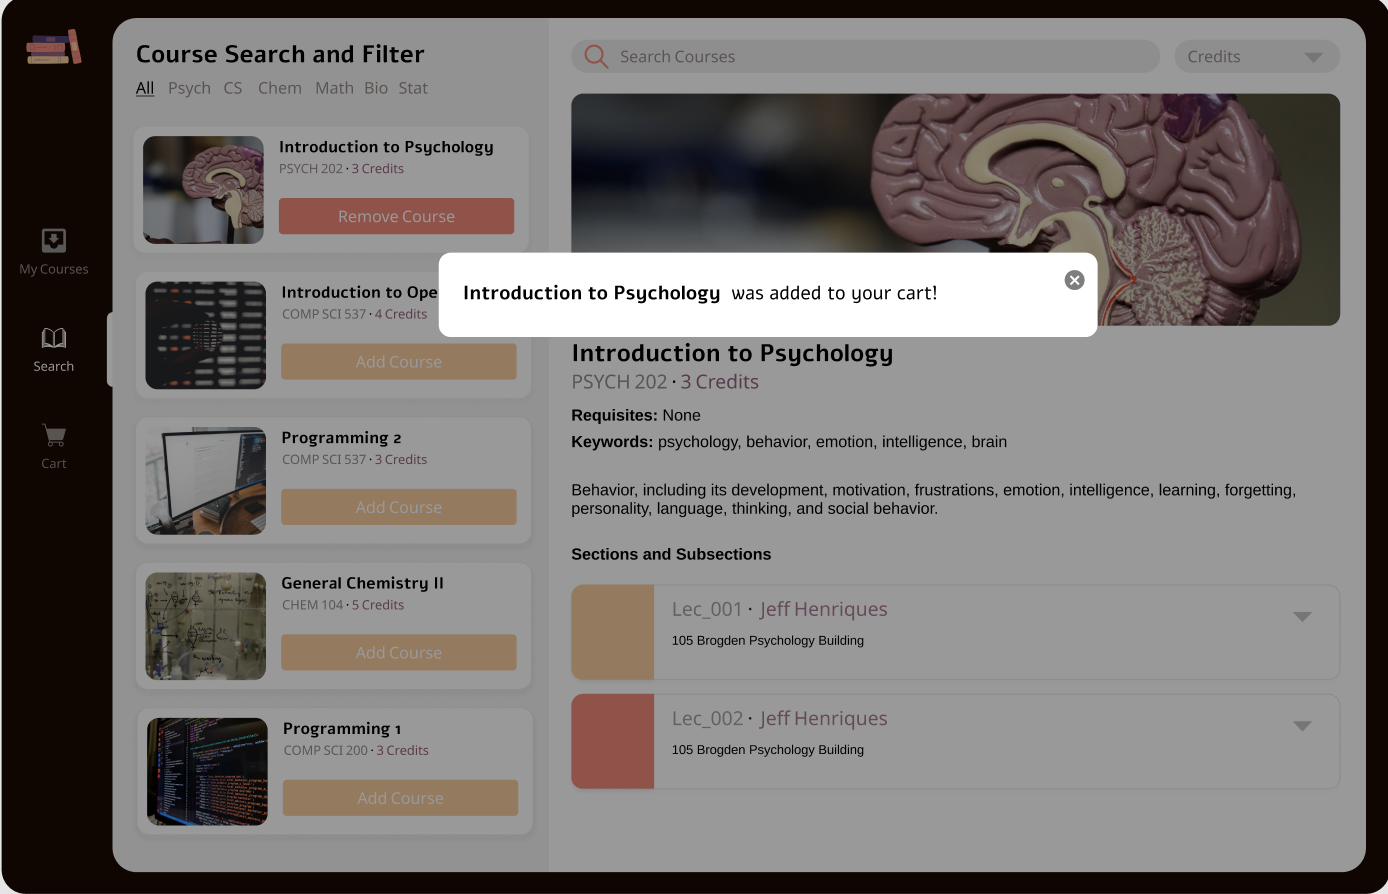 My Courses
Search
Cart
Course Search and Filter
All Psych CS Chem Math Bio Stat
Introduction to Psychology
PSYCH 202 · 3 Credits
Remove Course
Introduction to Ope
COMP SCI 537 · 4 Credits
Add Course
Programming 2
COMP SCI 537 · 3 Credits
Add Course
General Chemistry II
CHEM 104 · 5 Credits
Add Course
Programming 1
COMP SCI 200 · 3 Credits
Add Course
Search Courses
Credits
Introduction to Psychology was added to your cart!
Introduction to Psychology
PSYCH 202 · 3 Credits
Requisites: None
Keywords: psychology, behavior, emotion, intelligence, brain
Behavior, including its development, motivation, frustrations, emotion, intelligence, learning, forgetting,
personality, language, thinking, and social behavior.
Sections and Subsections
Lec_001 · Jeff Henriques
105 Brogden Psychology Building
Lec_002 · Jeff Henriques
105 Brogden Psychology Building